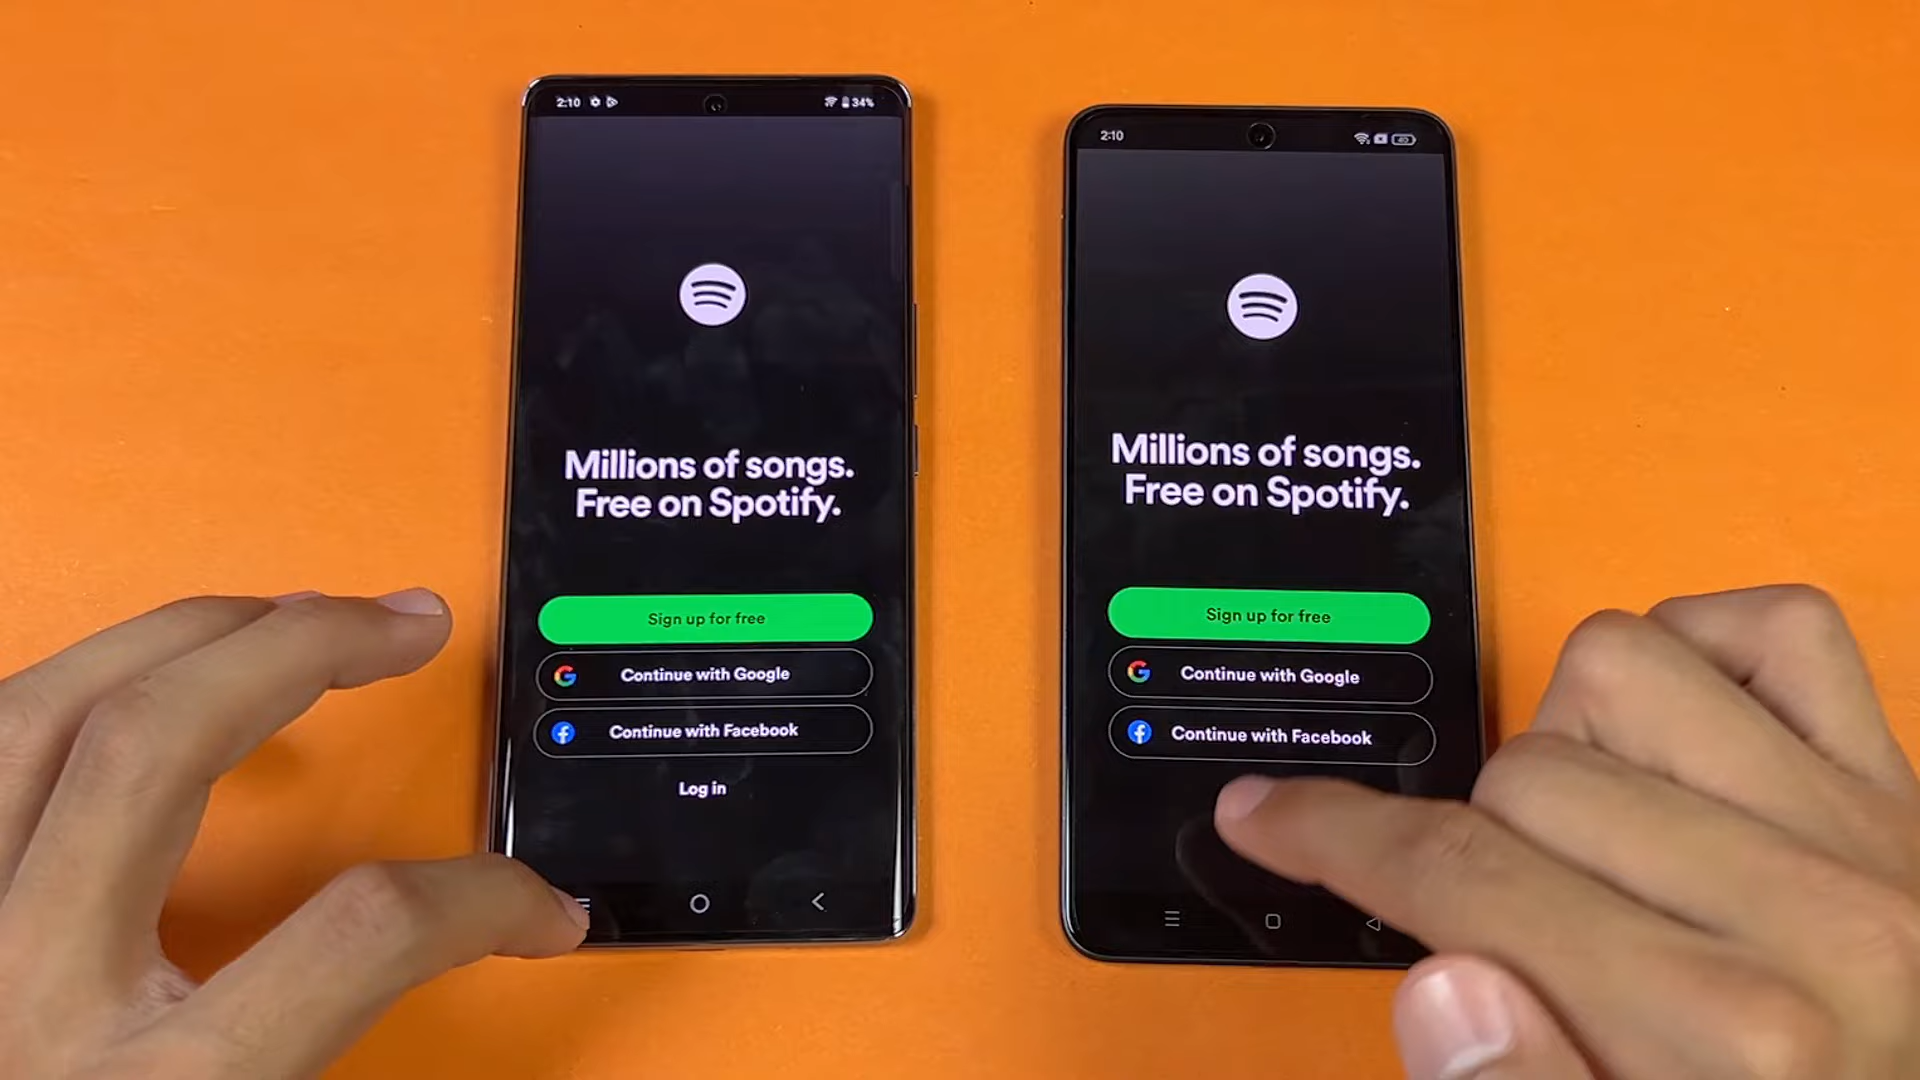 2:10
34%
Millions of songs.
Free on Spotify.
Sign up for free
Continue with Google
Continue with Facebook
Log in
2:10
40
Millions of songs.
Free on Spotify.
Sign up for free
Continue with Google
Continue with Facebook